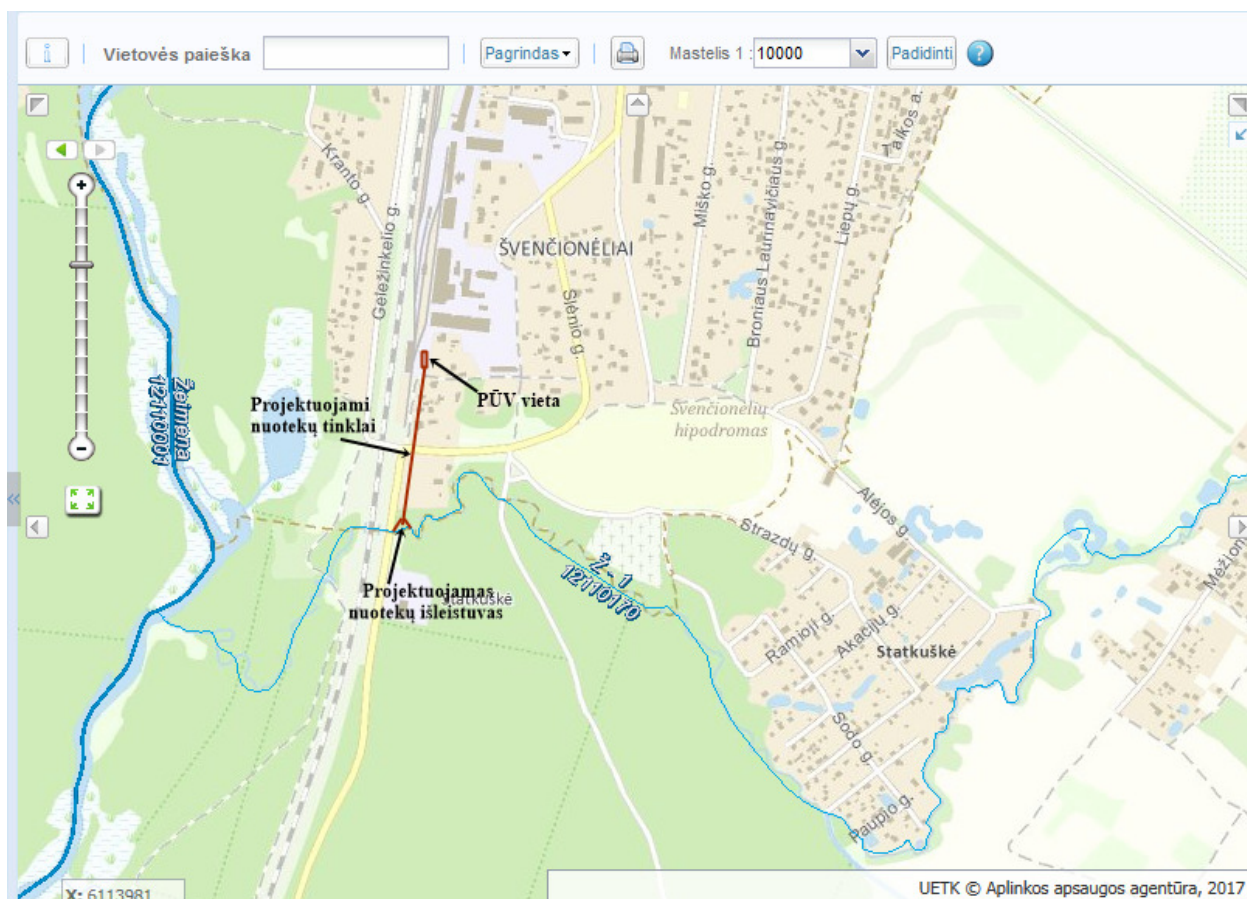 Vietovės paieška
Pagrindas
Mastelis 1 : 10000
Padidinti
?
Kranto g.
Geležinkelio g.
ŠVENČIONĖLIAI
Slėnio g.
Miško g.
Broniaus Laurinavičiaus g.
Liepų g.
Taikos a.
Žeimena
12110001
Projektuojami
nuotekų tinklai
PŪV vieta
Švenčionėlių
hipodromas
Alėjos g.
Strazdų g.
Mėžion
Ž - 1
12110170
Projektuojamas
nuotekų išleistuvas
Statkuškė
Ramioji g.
Akacijų g.
Statkuškė
Sodo g.
Paupio g.
X: 6113981
UETK © Aplinkos apsaugos agentūra, 2017